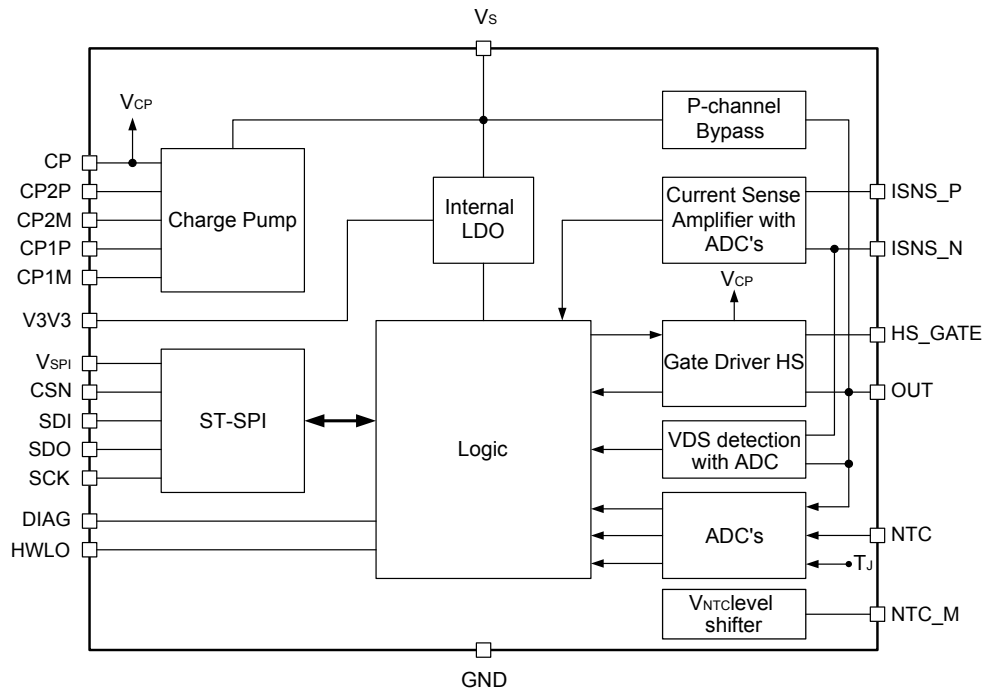 VS
VCP
CP
CP2P
CP2M
CP1P
CP1M
V3V3
VSPI
CSN
SDI
SDO
SCK
DIAG
HWLO
Charge Pump
ST-SPI
Internal
LDO
Logic
P-channel
Bypass
Current Sense
Amplifier with
ADC's
VCP
Gate Driver HS
VDS detection
with ADC
ADC's
TJ
VNTClevel
shifter
ISNS_P
ISNS_N
HS_GATE
OUT
NTC
NTC_M
GND